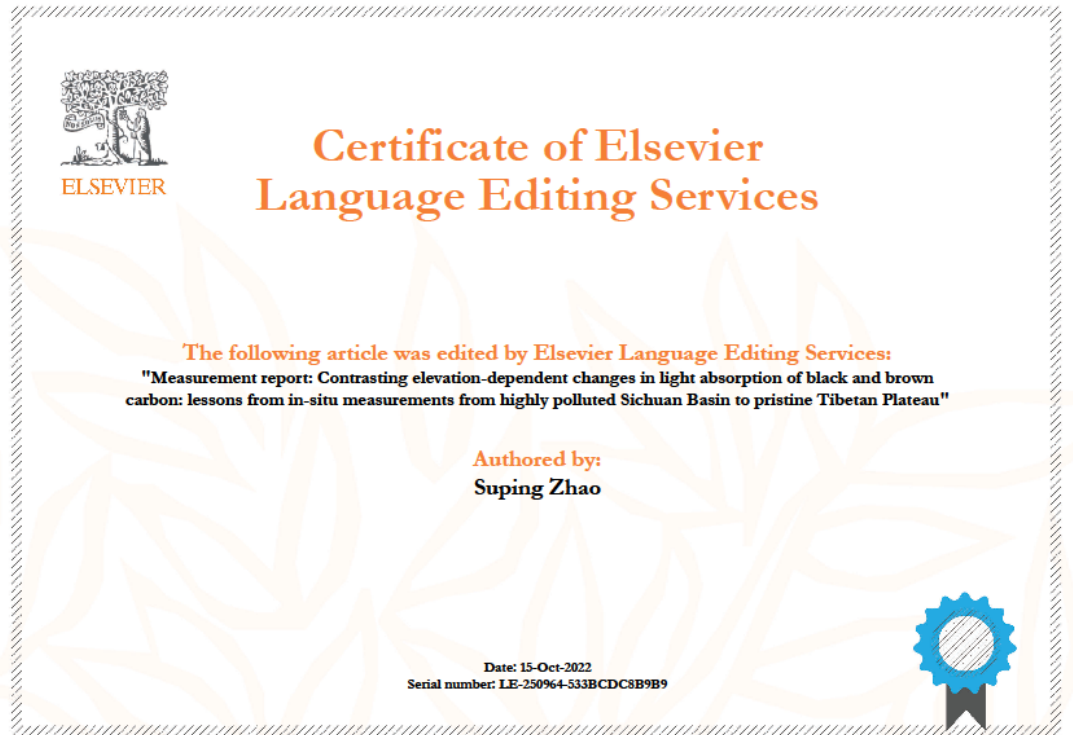 ELSEVIER
Certificate of Elsevier
Language Editing Services
The following article was edited by Elsevier Language Editing Services:
"Measurement report: Contrasting elevation-dependent changes in light absorption of black and brown
carbon: lessons from in-situ measurements from highly polluted Sichuan Basin to pristine Tibetan Plateau"
Authored by:
Suping Zhao
Date: 15-Oct-2022
Serial number: LE-250964-533BCDC8B9B9